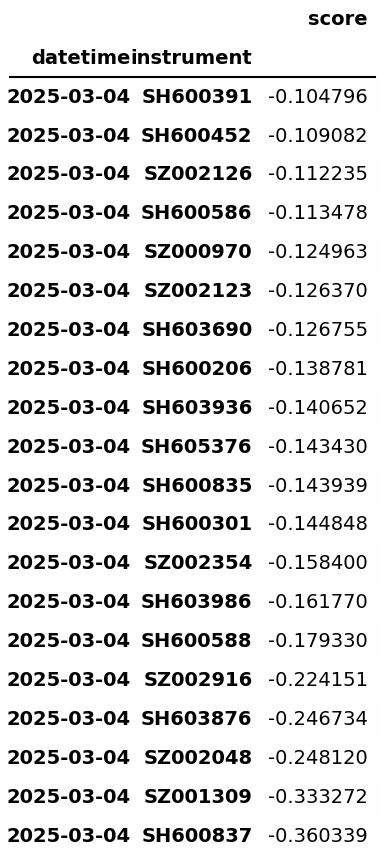 score
datetime instrument
2025-03-04 SH600391 -0.104796
2025-03-04 SH600452 -0.109082
2025-03-04 SZ002126 -0.112235
2025-03-04 SH600586 -0.113478
2025-03-04 SZ000970 -0.124963
2025-03-04 SZ002123 -0.126370
2025-03-04 SH603690 -0.126755
2025-03-04 SH600206 -0.138781
2025-03-04 SH603936 -0.140652
2025-03-04 SH605376 -0.143430
2025-03-04 SH600835 -0.143939
2025-03-04 SH600301 -0.144848
2025-03-04 SZ002354 -0.158400
2025-03-04 SH603986 -0.161770
2025-03-04 SH600588 -0.179330
2025-03-04 SZ002916 -0.224151
2025-03-04 SH603876 -0.246734
2025-03-04 SZ002048 -0.248120
2025-03-04 SZ001309 -0.333272
2025-03-04 SH600837 -0.360339